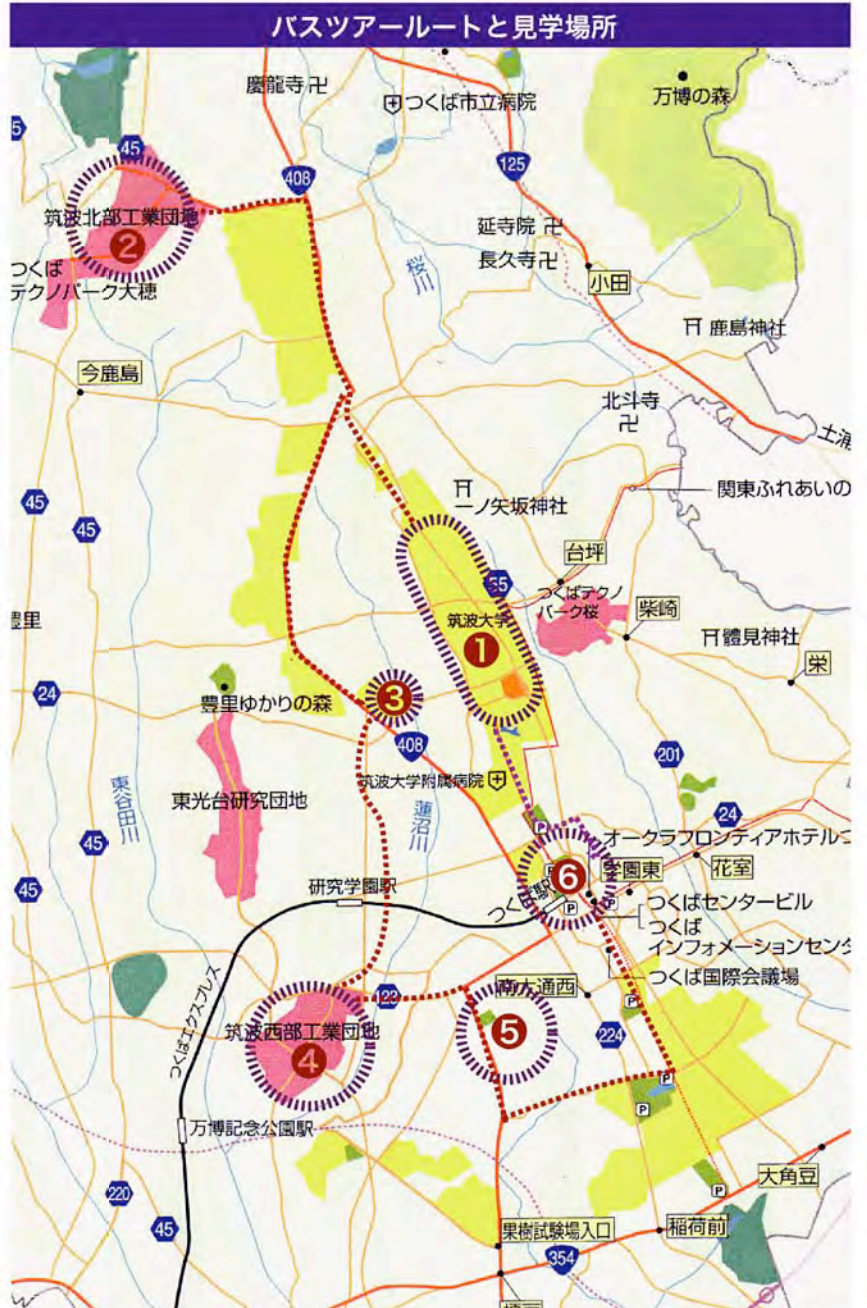 バスツアールートと見学場所
慶龍寺
つくば市立病院
万博の森
5
45
408
125
筑波北部工業団地
2
延寺院
長久寺
つくば
テクノパーク大穂
桜川
小田
鹿島神社
今鹿島
北斗寺
土浦
45
45
一ノ矢坂神社
関東ふれあいの
台坪
55
つくばテクノ
パーク桜
柴崎
筑波大学
1
豊里
鷲見神社
栄
24
豊里ゆかりの森
3
408
201
筑波大学附属病院
東光台研究団地
東谷田川
蓮沼川
24
P
オークラフロンティアホテルつ
45
6
P
学園東
花室
45
研究学園駅
つくば駅
P
P
つくばセンタービル
つくば
インフォメーションセンタ
つくば国際会議場
南大通西
123
P
つくばエクスプレス
筑波西部工業団地
4
5
224
P
P
万博記念公園駅
大角豆
220
P
45
果樹試験場入口
稲荷前
354